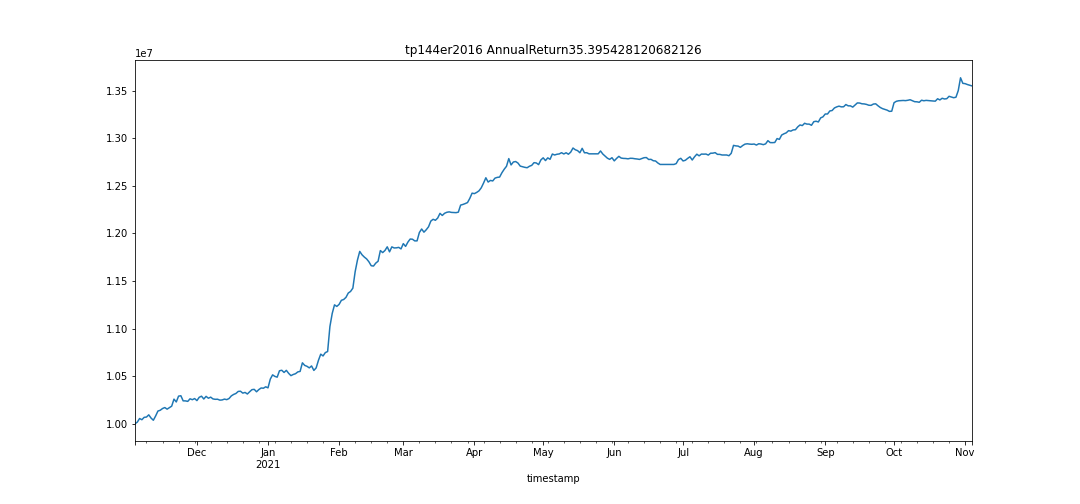 tp144er2016 AnnualReturn35.395428120682126
1e7
1.35
1.30
1.25
1.20
1.15
1.10
1.05
1.00
Dec Jan Feb Mar Apr May Jun Jul Aug Sep Oct Nov
2021
timestamp